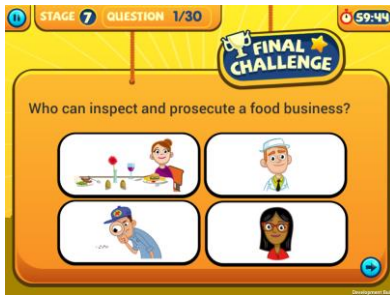 STAGE 7 QUESTION 1/30
59:44
FINAL
CHALLENGE
Who can inspect and prosecute a food business?